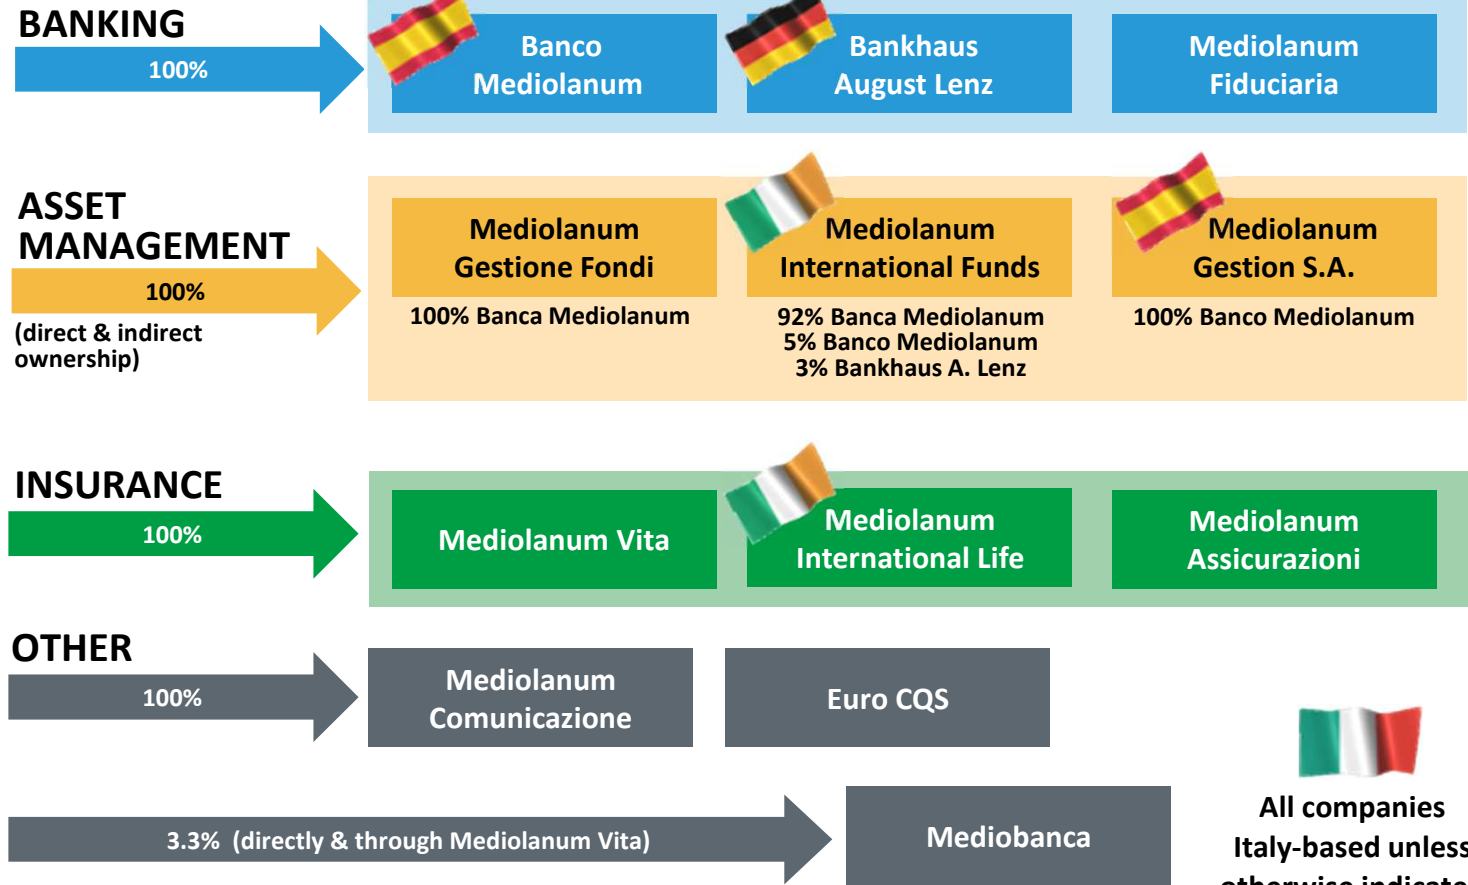 BANKING
100%
Banco
Mediolanum
Bankhaus
August Lenz
Mediolanum
Fiduciaria
ASSET
MANAGEMENT
100%
(direct & indirect
ownership)
Mediolanum
Gestione Fondi
100% Banca Mediolanum
Mediolanum
International Funds
92% Banca Mediolanum
5% Banco Mediolanum
3% Bankhaus A. Lenz
Mediolanum
Gestion S.A.
100% Banco Mediolanum
INSURANCE
100%
Mediolanum Vita
Mediolanum
International Life
Mediolanum
Assicurazioni
OTHER
100%
Mediolanum
Comunicazione
Euro CQS
3.3% (directly & through Mediolanum Vita)
Mediobanca
All companies
Italy-based unless
otherwise